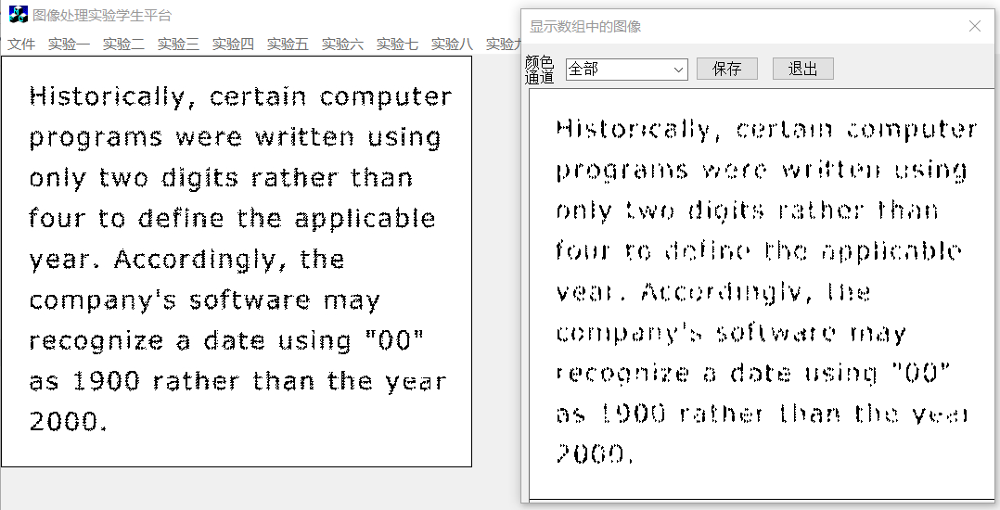 图像处理实验学生平台
文件 实验一 实验二 实验三 实验四 实验五 实验六 实验七 实验八 实验九
Historically, certain computer
programs were written using
only two digits rather than
four to define the applicable
year. Accordingly, the
company's software may
recognize a date using "00"
as 1900 rather than the year
2000.
显示数组中的图像
颜色
通道
全部
保存
退出
Historically, certain computer
programs were written using
only two digits rather than
four to define the applicable
year. Accordingly, the
company's software may
recognize a date using "00"
as 1900 rather than the year
2000.